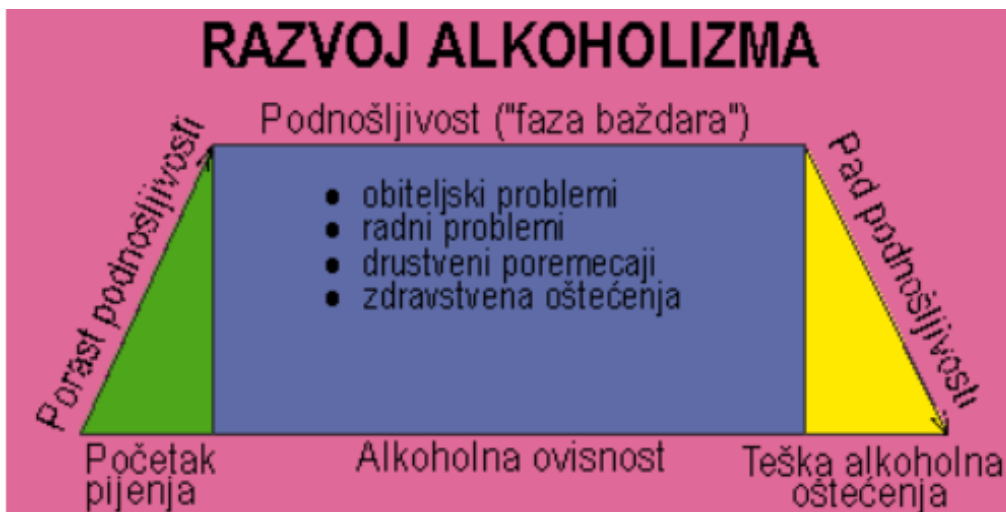 RAZVOJ ALKOHOLIZMA
Podnošljivost ("faza baždara")
Porast podnošljivosti
• obiteljski problemi
• radni problemi
• drustveni poremecaji
• zdravstvena oštećenja
Pad podnošljivosti
Početak
pijenja
Alkoholna ovisnost
Teška alkoholna
oštećenja